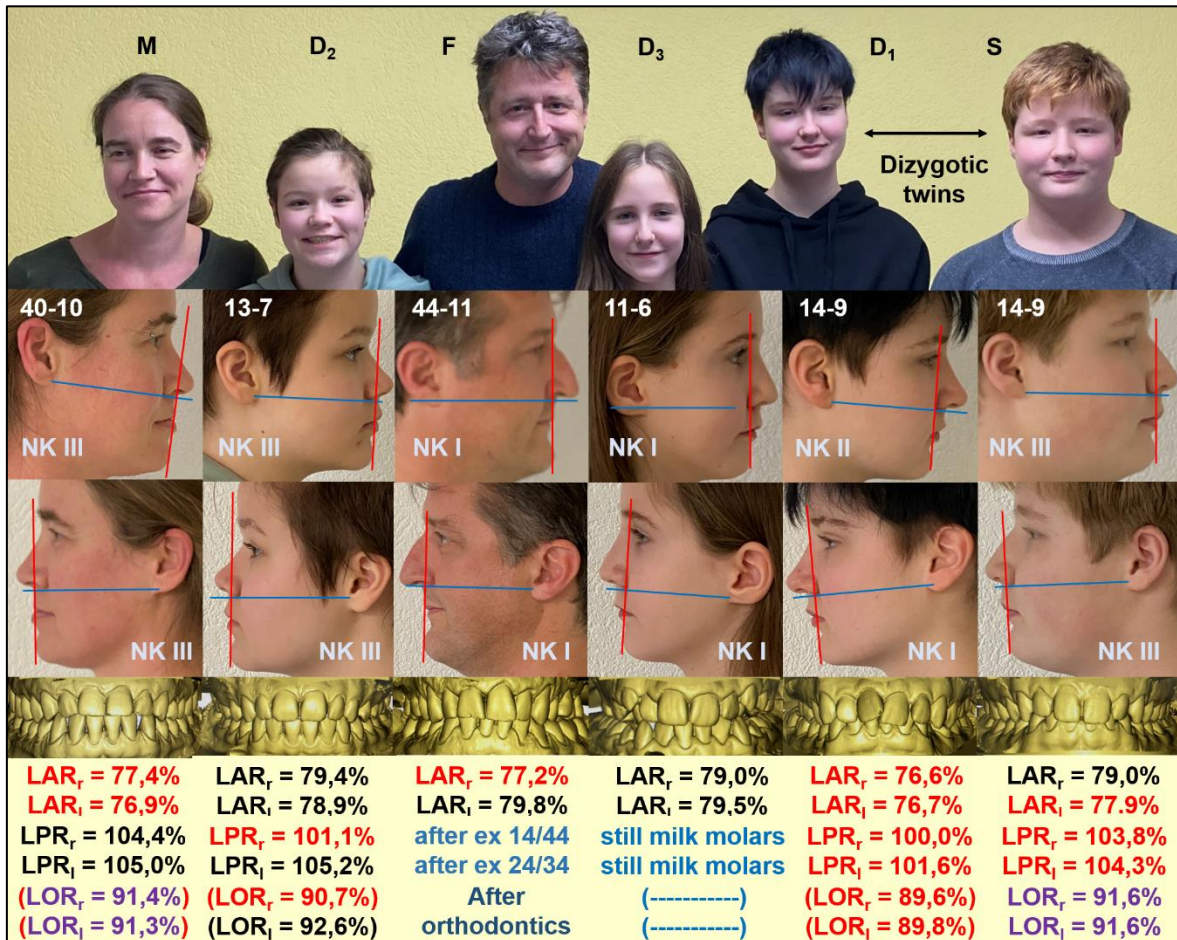 M D₂ F D₃ D₁ S
Dizygotic
twins
40-10 13-7 44-11 11-6 14-9 14-9
NK III NK III NK I NK I NK II NK III
NK III NK III NK I NK I NK I NK III
LARᵣ = 77,4% LARᵣ = 79,4% LARᵣ = 77,2% LARᵣ = 79,0% LARᵣ = 76,6% LARᵣ = 79,0%
LARₗ = 76,9% LARₗ = 78,9% LARₗ = 79,8% LARₗ = 79,5% LARₗ = 76,7% LARₗ = 77.9%
LPRᵣ = 104,4% LPRᵣ = 101,1% after ex 14/44 still milk molars LPRᵣ = 100,0% LPRᵣ = 103,8%
LPRₗ = 105,0% LPRₗ = 105,2% after ex 24/34 still milk molars LPRₗ = 101,6% LPRₗ = 104,3%
(LORᵣ = 91,4%) (LORᵣ = 90,7%) After (-----------) (LORᵣ = 89,6%) LORᵣ = 91,6%
(LORₗ = 91,3%) (LORₗ = 92,6%) orthodontics (-----------) (LORₗ = 89,8%) LORₗ = 91,6%